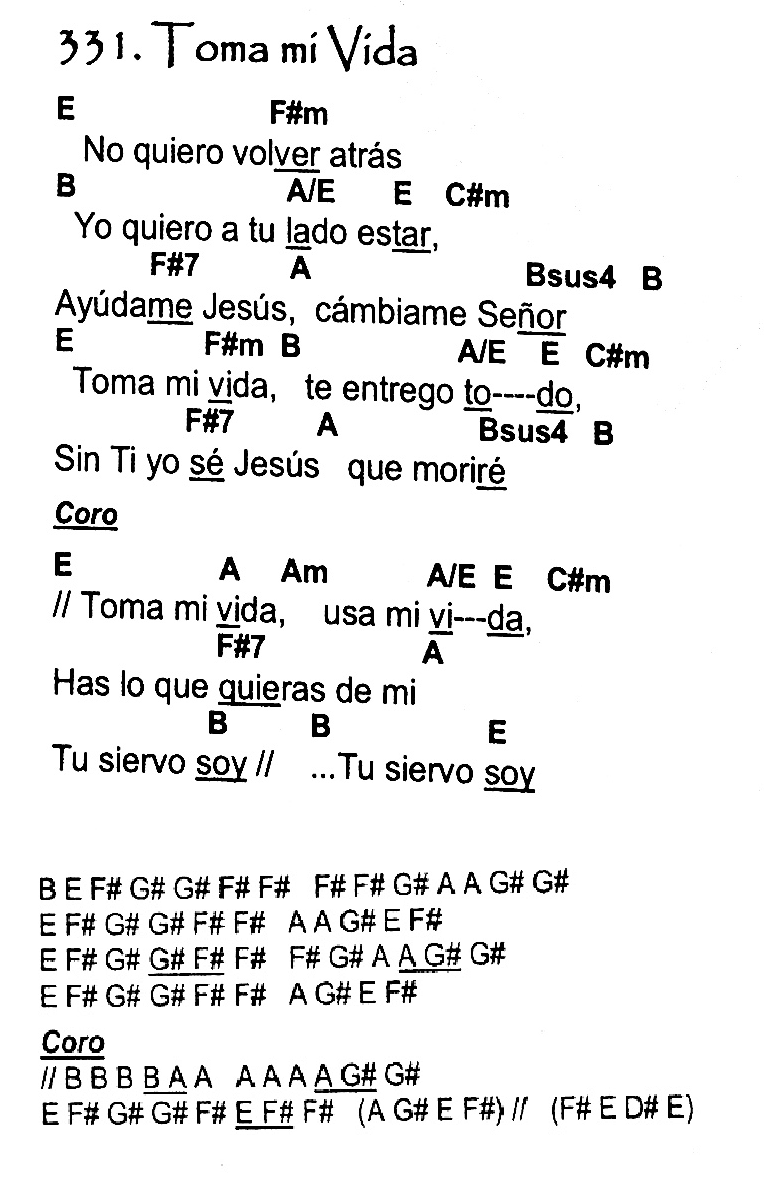 331. Toma mi Vida
E F#m
No quiero volver atrás
B A/E E C#m
Yo quiero a tu lado estar,
F#7 A Bsus4 B
Ayúdame Jesús, cámbiame Señor
E F#m B A/E E C#m
Toma mi vida, te entrego to----do,
F#7 A Bsus4 B
Sin Ti yo sé Jesús que moriré
Coro
E A Am A/E E C#m
// Toma mi vida, usa mi vi---da,
F#7 A
Has lo que quieras de mi
B B E
Tu siervo soy // ...Tu siervo soy
B E F# G# G# F# F# F# F# G# A A G# G#
E F# G# G# F# F# A A G# E F#
E F# G# G# F# F# F# G# A A G# G#
E F# G# G# F# F# A G# E F#
Coro
// B B B B A A A A A A G# G#
E F# G# G# F# E F# F# (A G# E F#) // (F# E D# E)